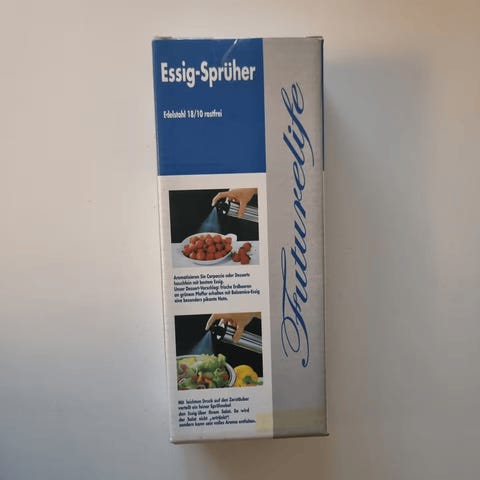 Essig-Sprüher
Edelstahl 18/10 rostfrei
Futurelife
Aromatisieren Sie Carpaccio oder Desserts
hauchfein mit bestem Essig.
Unser Dessert-Vorschlag: frische Erdbeeren
an grünem Pfeffer erhalten mit Balsamico-Essig
eine besonders pikante Note.
Mit leichtem Druck auf den Zerstäuber
verteilt ein feiner Sprühnebel
den Essig über Ihrem Salat. So wird
der Salat nicht „ertränkt",
sondern kann sein volles Aroma entfalten.